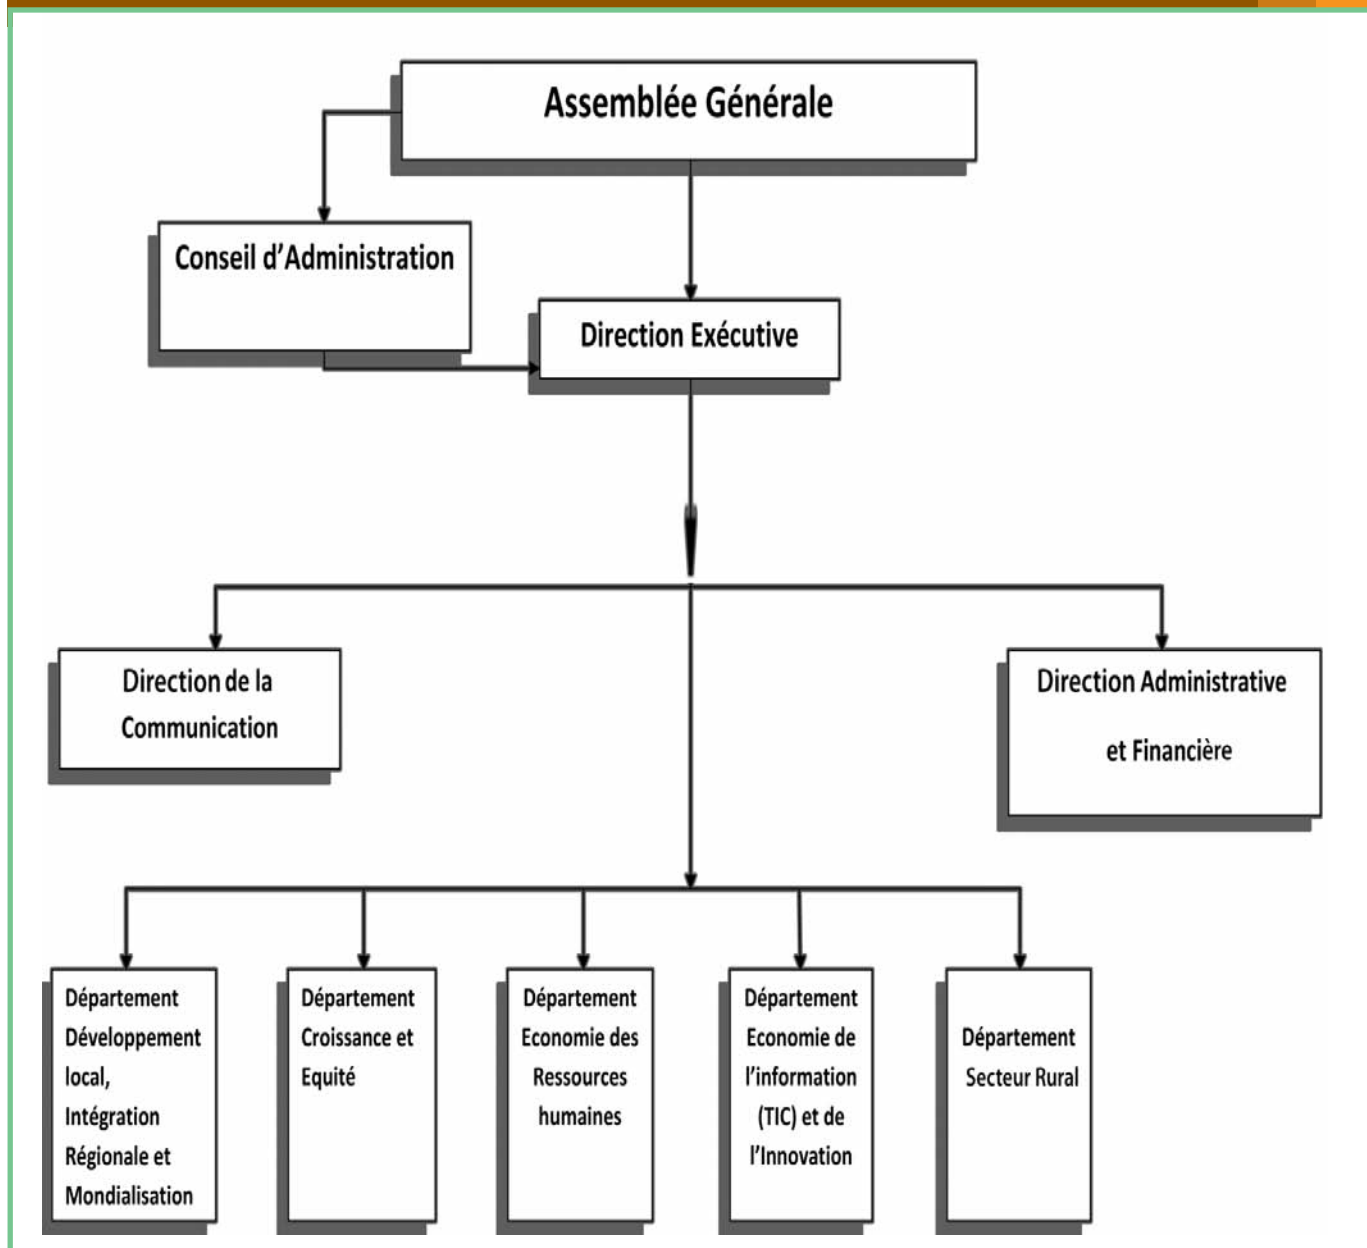 Assemblée Générale
Conseil d’Administration
Direction Exécutive
Direction de la
Communication
Direction Administrative
et Financière
Département
Développement
local,
Intégration
Régionale et
Mondialisation
Département
Croissance et
Equité
Département
Economie des
Ressources
humaines
Département
Economie de
l’information
(TIC) et de
l’Innovation
Département
Secteur Rural